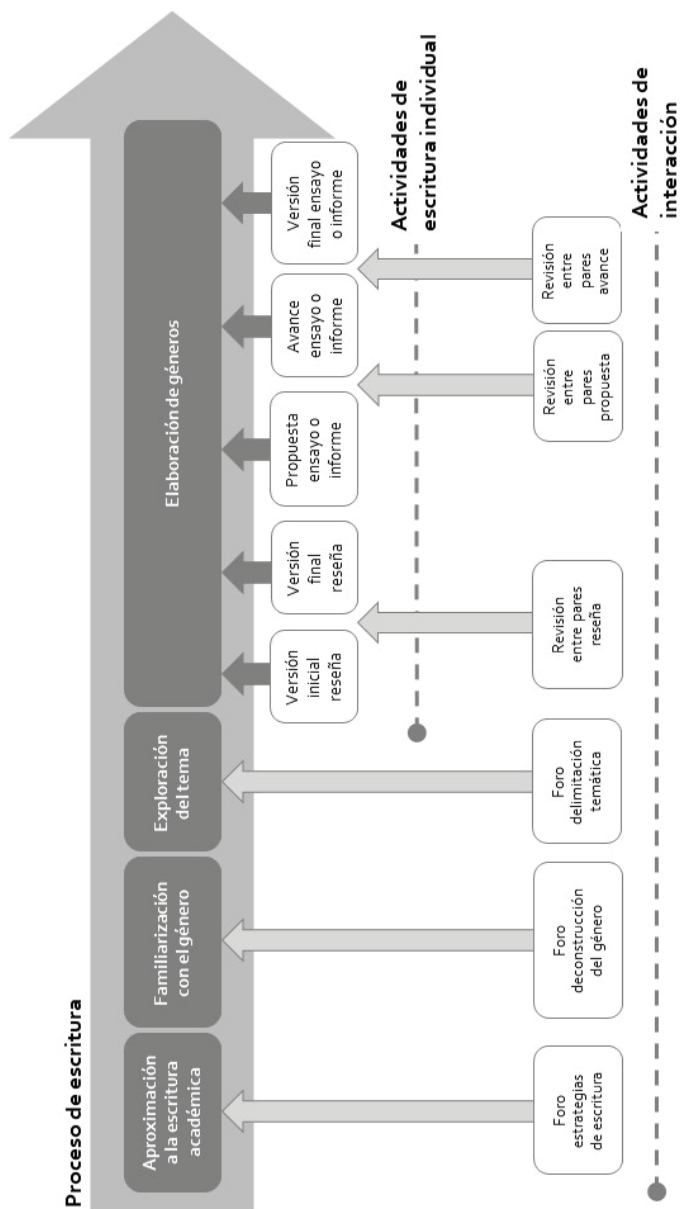 Proceso de escritura
Aproximación
a la escritura
académica
Familiarización
con el género
Exploración
del tema
Elaboración de géneros
Versión
inicial
reseña
Versión
final
reseña
Propuesta
ensayo o
informe
Avance
ensayo o
informe
Versión
final ensayo
o informe
Actividades de
escritura individual
Foro
estrategias
de escritura
Foro
deconstrucción
del género
Foro
delimitación
temática
Revisión
entre pares
reseña
Revisión
entre
pares
propuesta
Revisión
entre
pares
avance
Actividades de
interacción